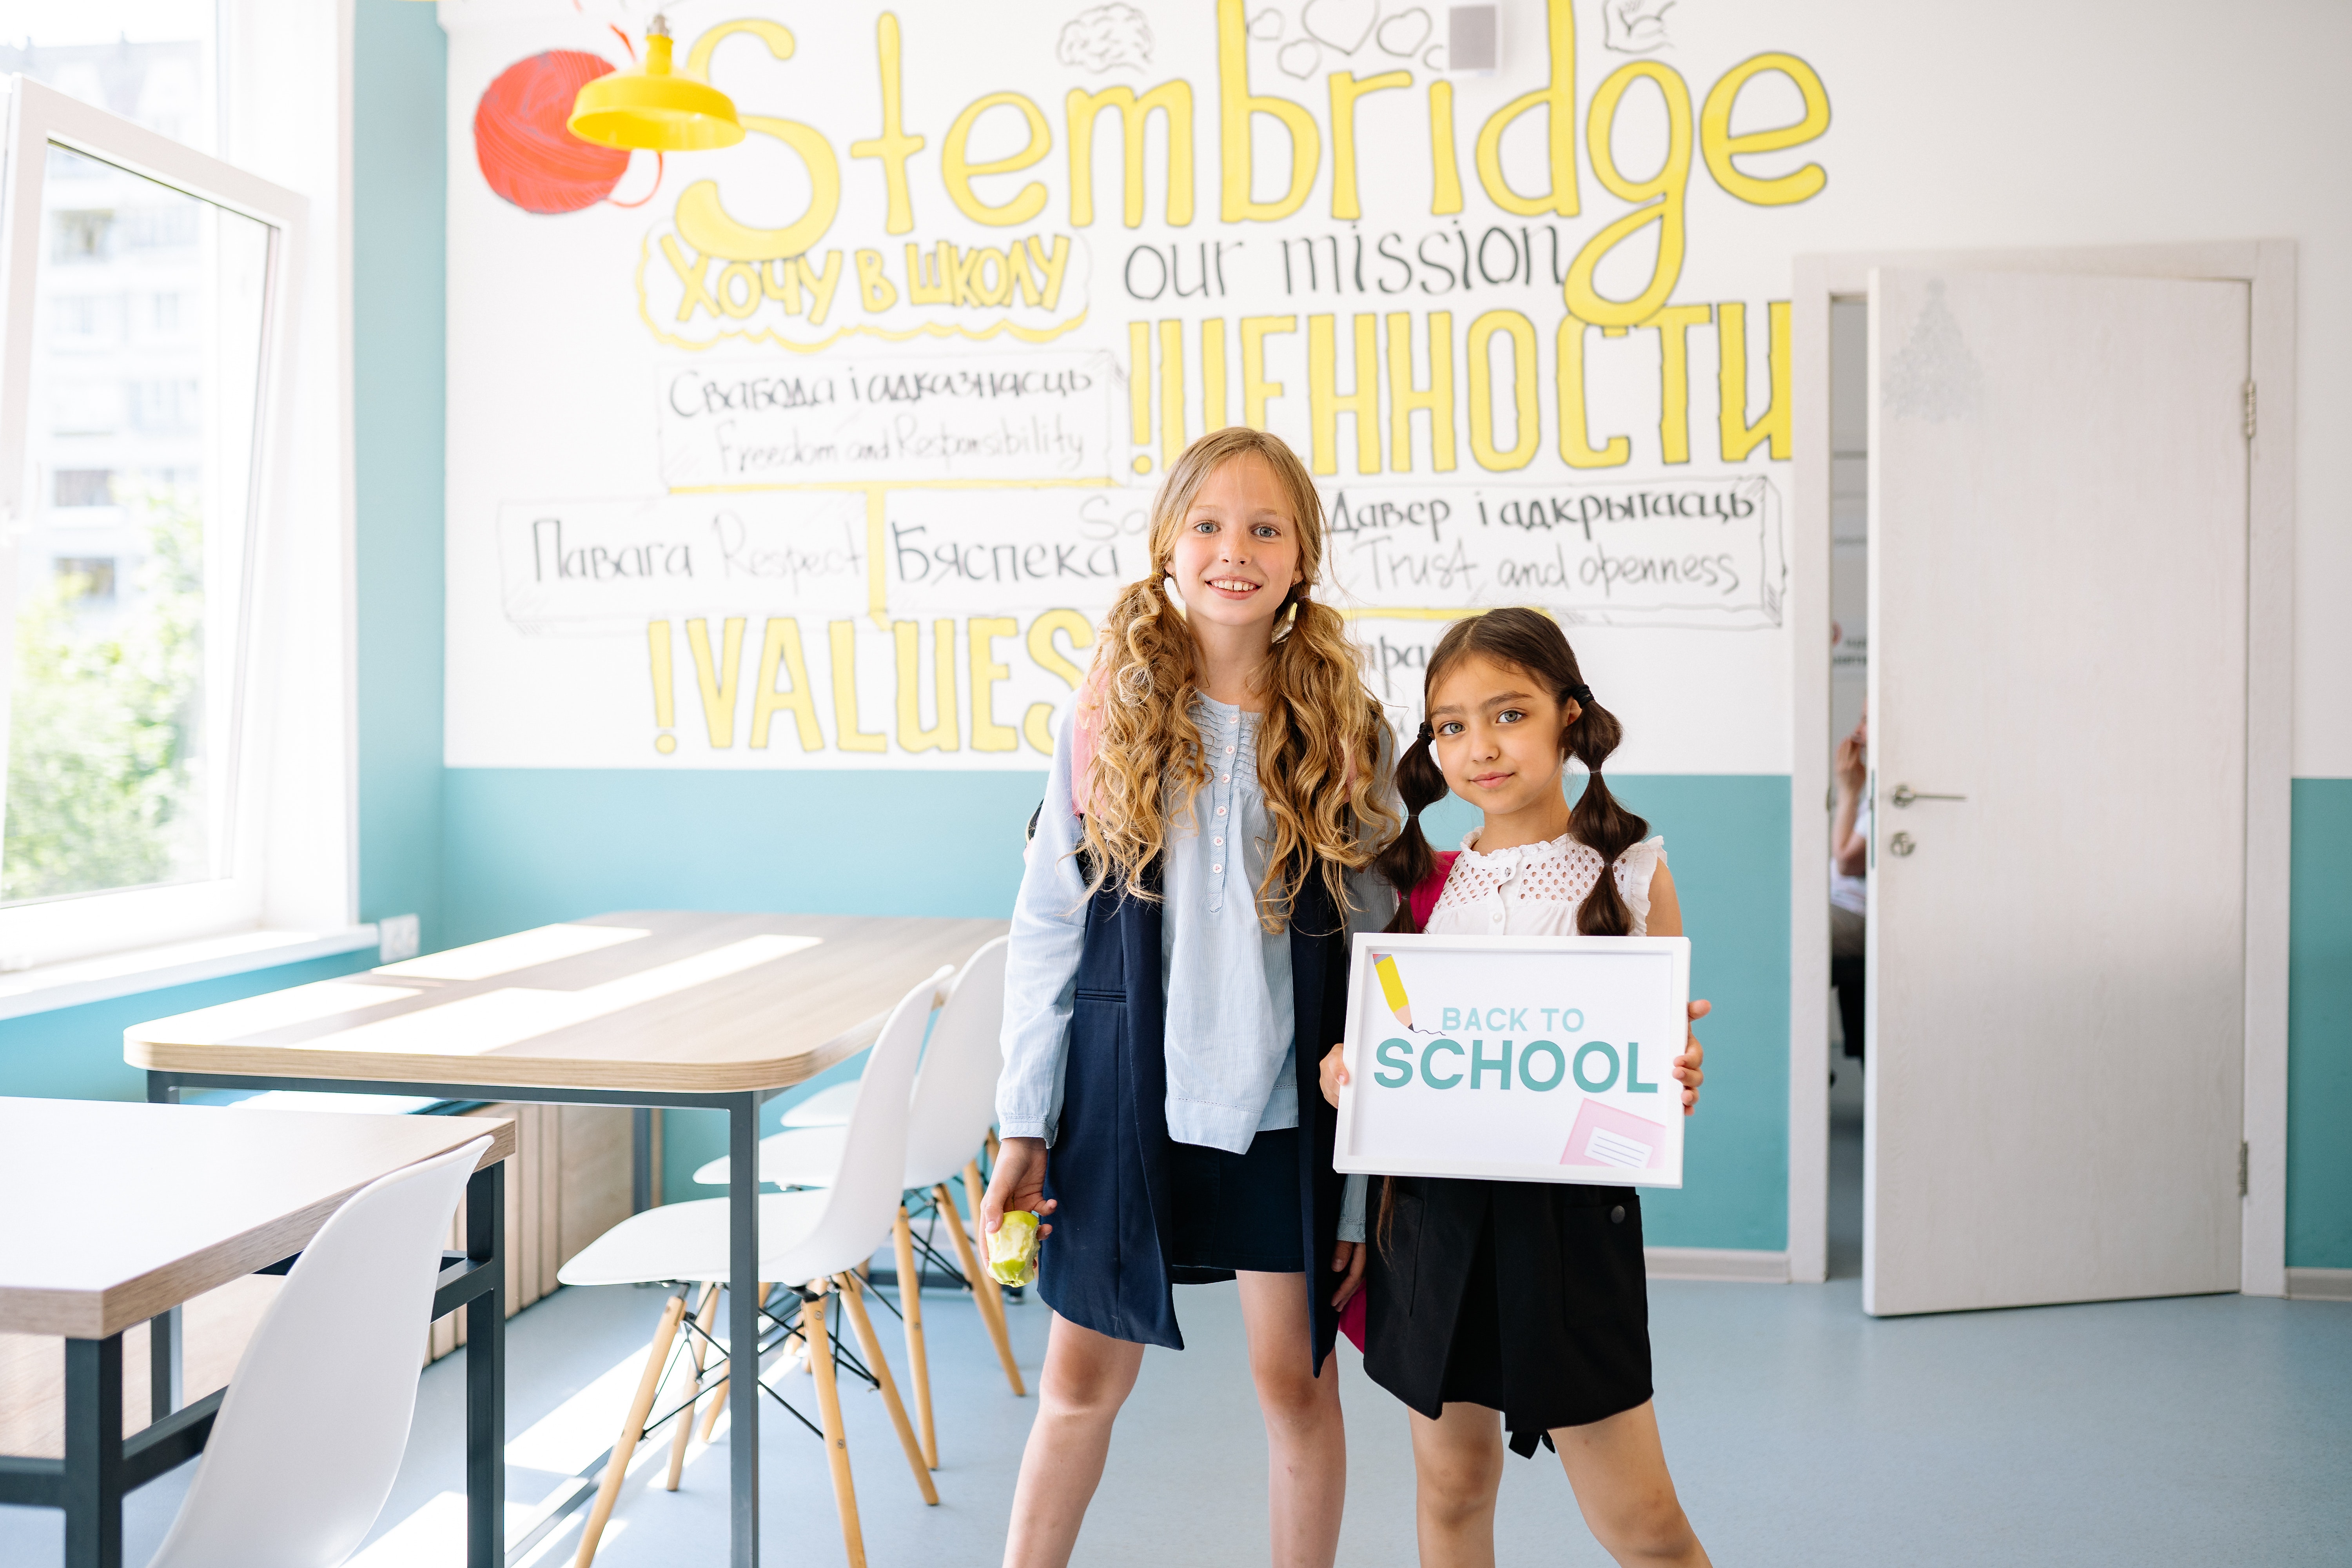 Stembridge
Хочу в школу
our mission
!ЦЕННОСТИ
Свабода і адказнасць
Freedom and Responsibility
Павага Respect
Бяспека
Давер і адкрытасць
Trust and openness
!VALUES
BACK TO
SCHOOL